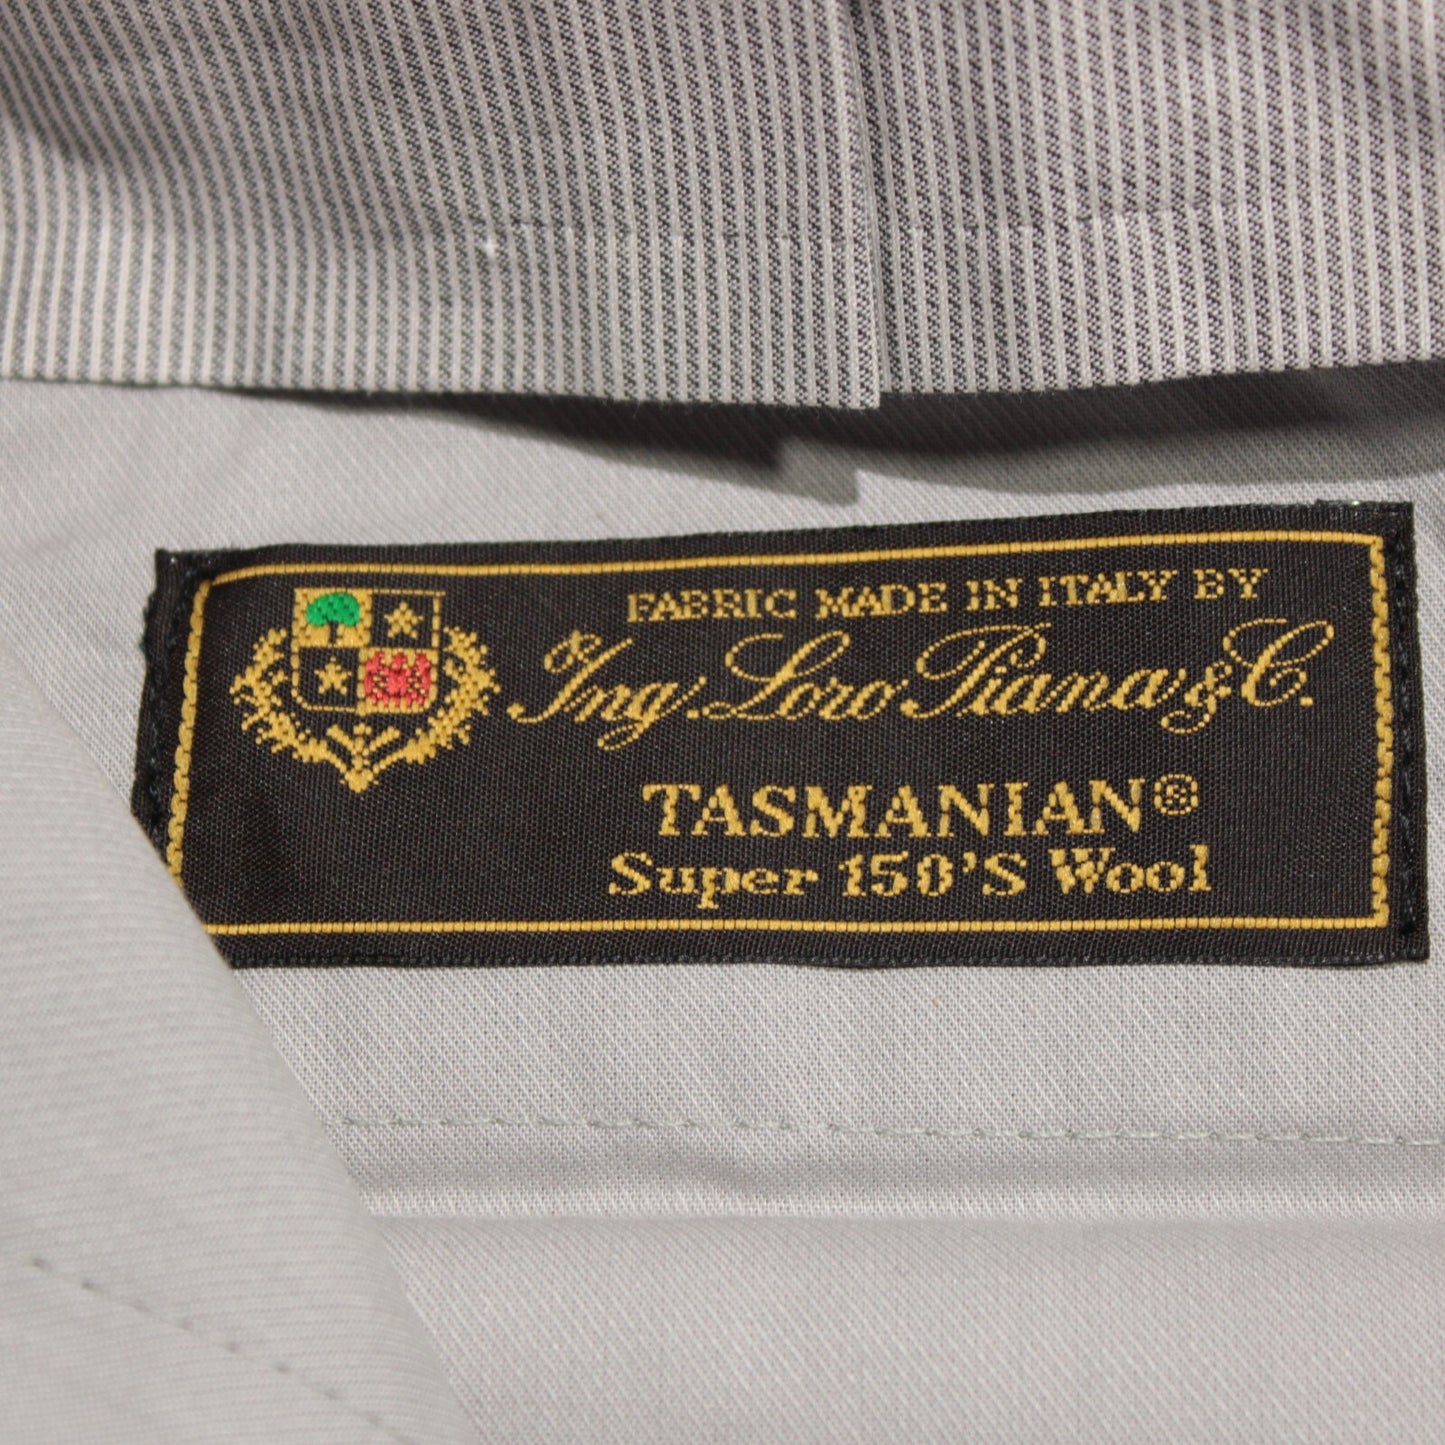 FABRIC MADE IN ITALY BY
Ing. Loro Piana & C.
TASMANIAN®
Super 150'S Wool